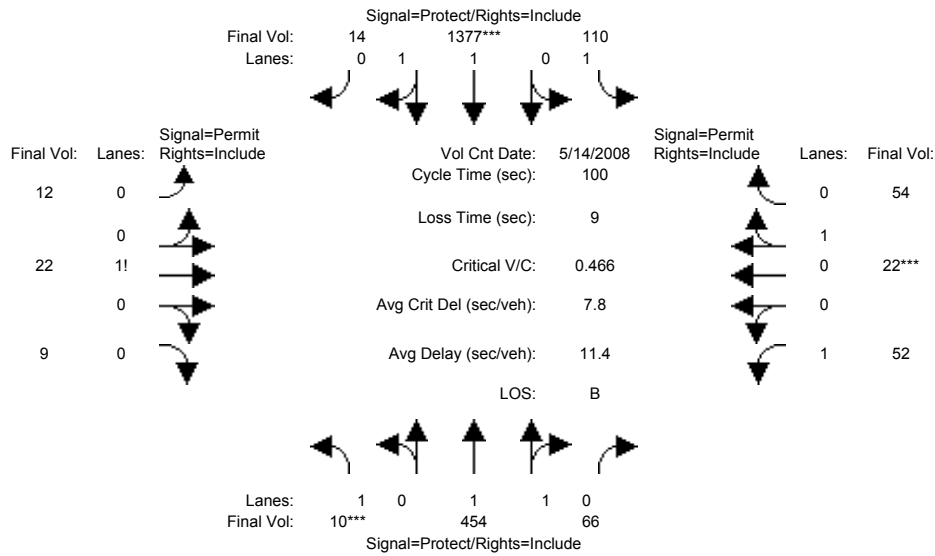 Signal=Protect/Rights=Include
Final Vol: 14 1377*** 110
Lanes: 0 1 1 0 1
Signal=Permit
Final Vol: Lanes: Rights=Include
Vol Cnt Date: 5/14/2008
Signal=Permit
Rights=Include Lanes: Final Vol:
Cycle Time (sec): 100
12 0
0 54
Loss Time (sec): 9
0
1
22 1!
Critical V/C: 0.466
0 22***
0
Avg Crit Del (sec/veh): 7.8
0
9 0
Avg Delay (sec/veh): 11.4
1 52
LOS: B
Lanes: 1 0 1 1 0
Final Vol: 10*** 454 66
Signal=Protect/Rights=Include